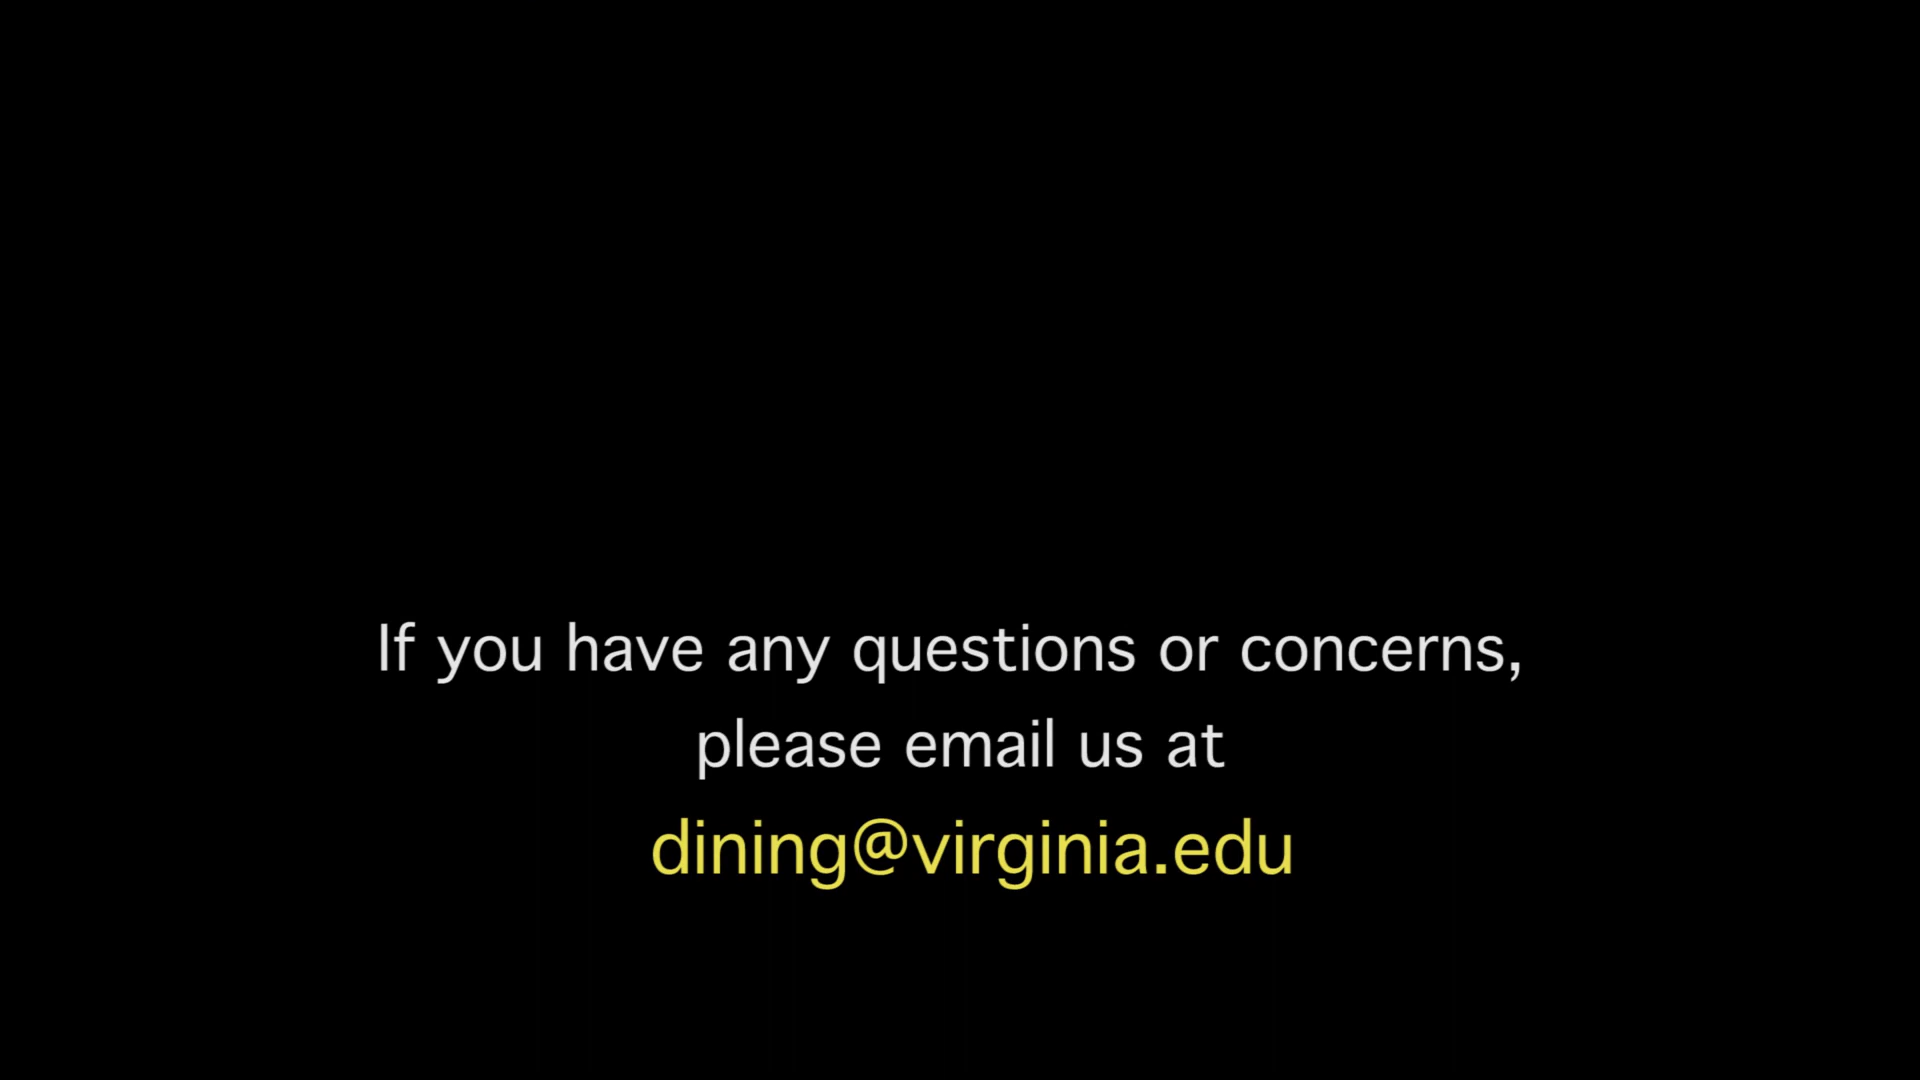 If you have any questions or concerns,
please email us at
dining@virginia.edu